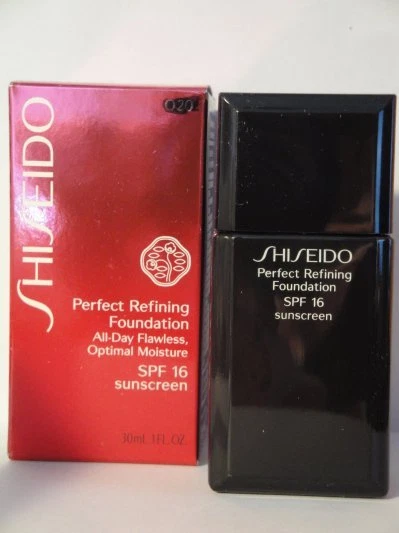 O20
SHISEIDO
Perfect Refining
Foundation
All-Day Flawless,
Optimal Moisture
SPF 16
sunscreen
30mL 1FL.OZ.
SHISEIDO
Perfect Refining
Foundation
SPF 16
sunscreen